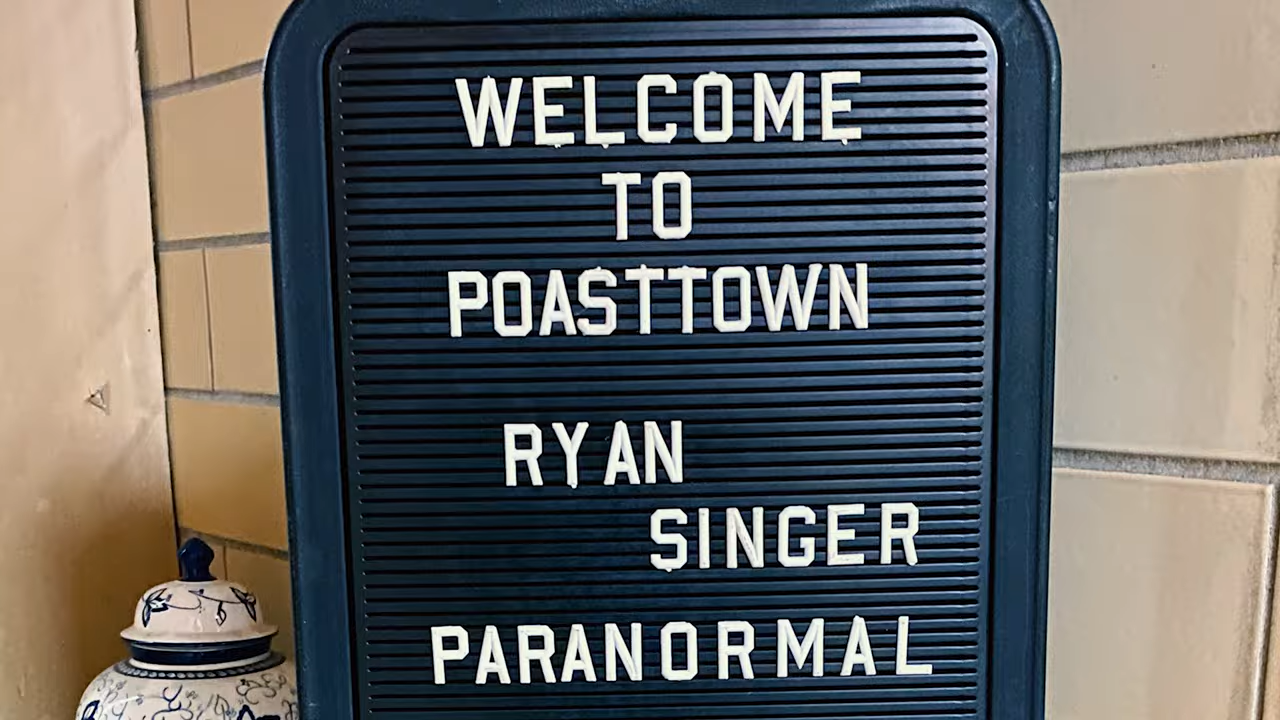 WELCOME
TO
POASTTOWN
RYAN
SINGER
PARANORMAL